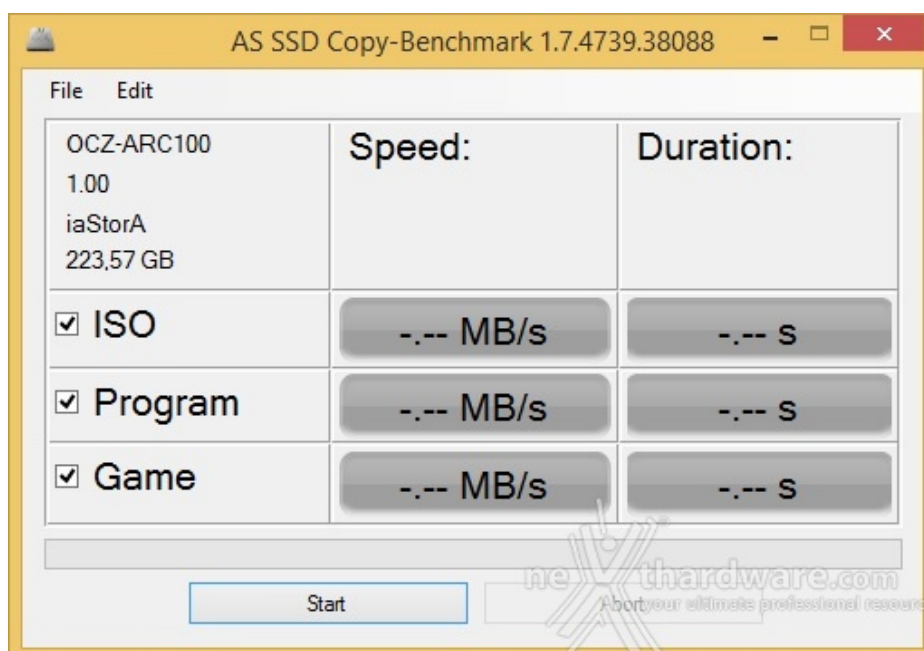 AS SSD Copy-Benchmark 1.7.4739.38088
File Edit
OCZ-ARC100
1.00
iaStorA
223,57 GB
Speed:
Duration:
ISO
-.-- MB/s
-.-- s
Program
-.-- MB/s
-.-- s
Game
-.-- MB/s
-.-- s
Start
Abort
nexthardware.com
your ultimate professional resource